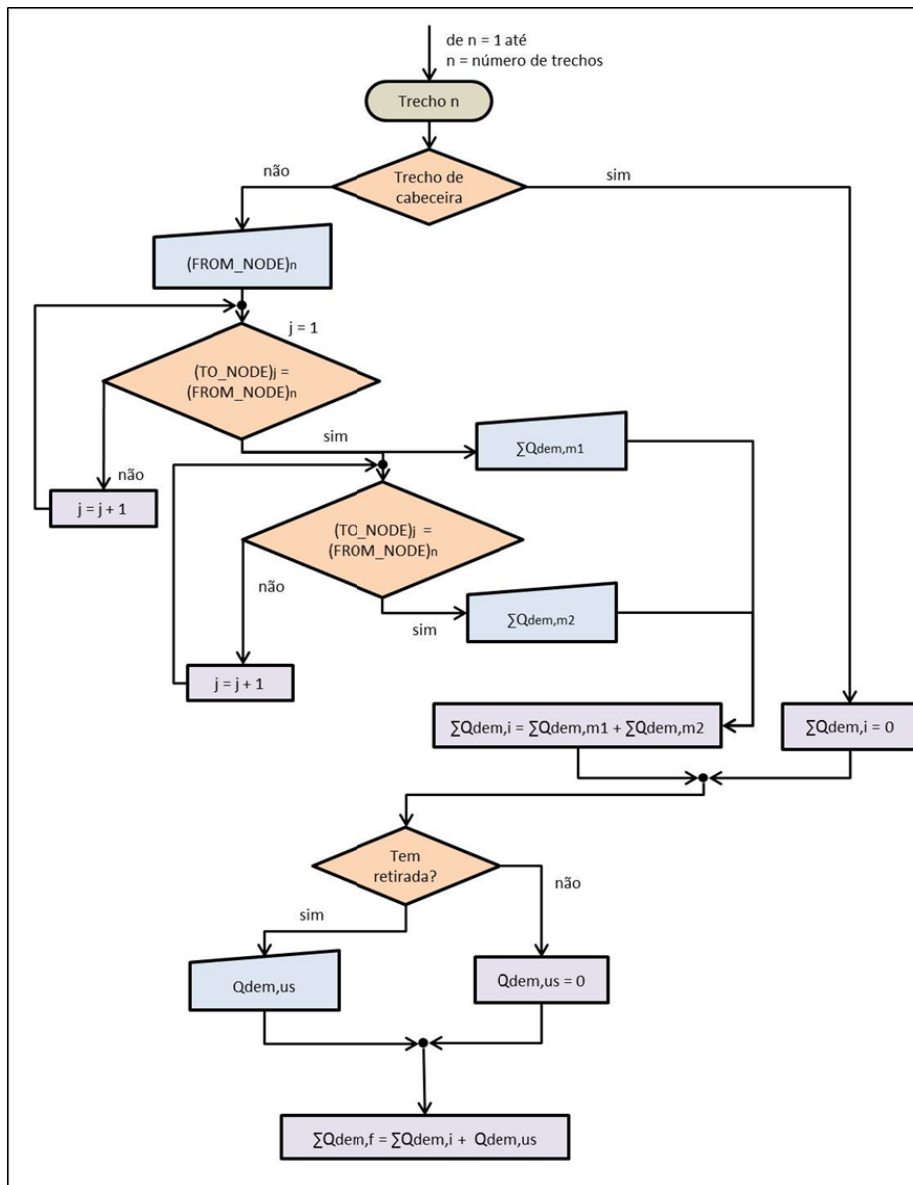 de n = 1 até
n = número de trechos
Trecho n
não
Trecho de
cabeceira
sim
(FROM_NODE)n
j = 1
(TO_NODE)j =
(FROM_NODE)n
sim
∑Qdem,m1
não
j = j + 1
(TO_NODE)j =
(FROM_NODE)n
não
sim
∑Qdem,m2
j = j + 1
∑Qdem,i = ∑Qdem,m1 + ∑Qdem,m2
∑Qdem,i = 0
Tem
retirada?
não
sim
Qdem,us
Qdem,us = 0
∑Qdem,f = ∑Qdem,i + Qdem,us